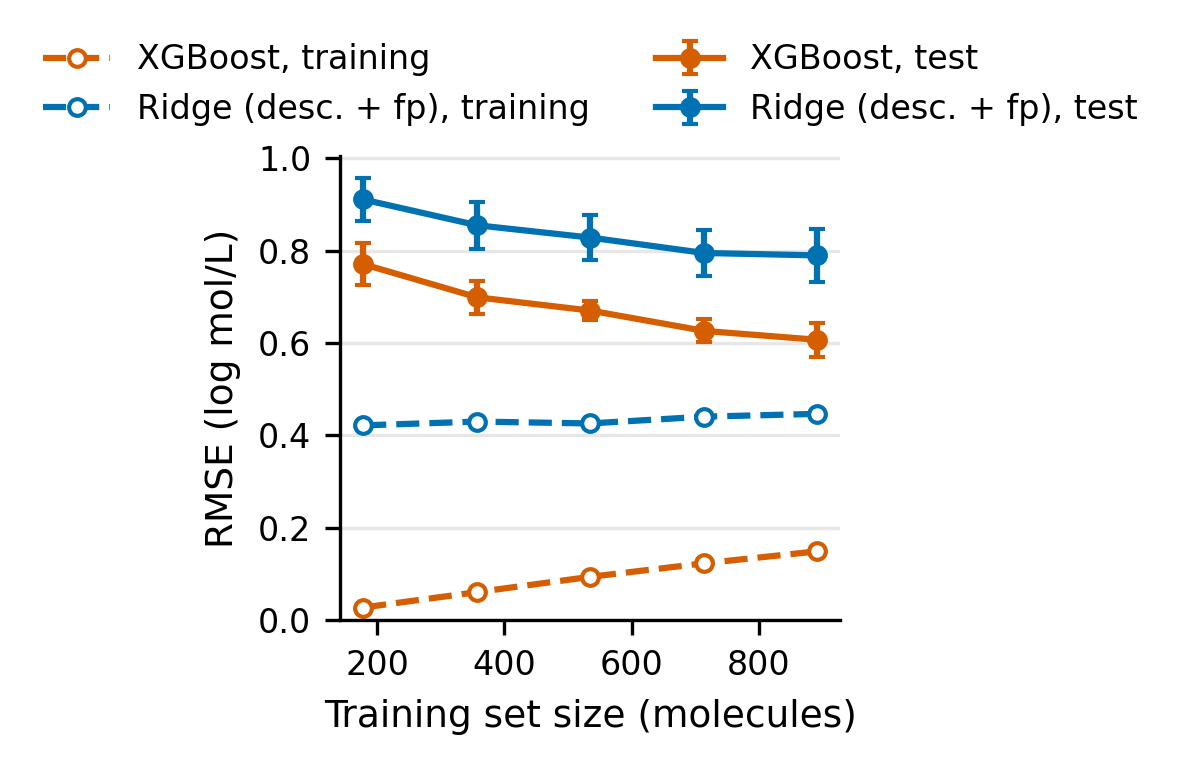 XGBoost, training
XGBoost, test
Ridge (desc. + fp), training
Ridge (desc. + fp), test
1.0
0.8
0.6
0.4
0.2
0.0
RMSE (log mol/L)
200 400 600 800
Training set size (molecules)